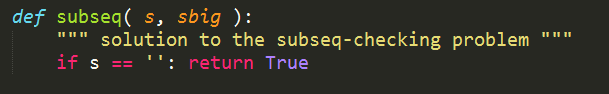 def subseq( s, sbig ):
    """ solution to the subseq-checking problem """
    if s == '': return True